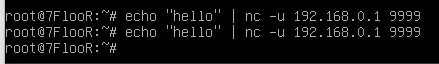 root@7FlooR:~# echo "hello" | nc -u 192.168.0.1 9999
root@7FlooR:~# echo "hello" | nc -u 192.168.0.1 9999
root@7FlooR:~#